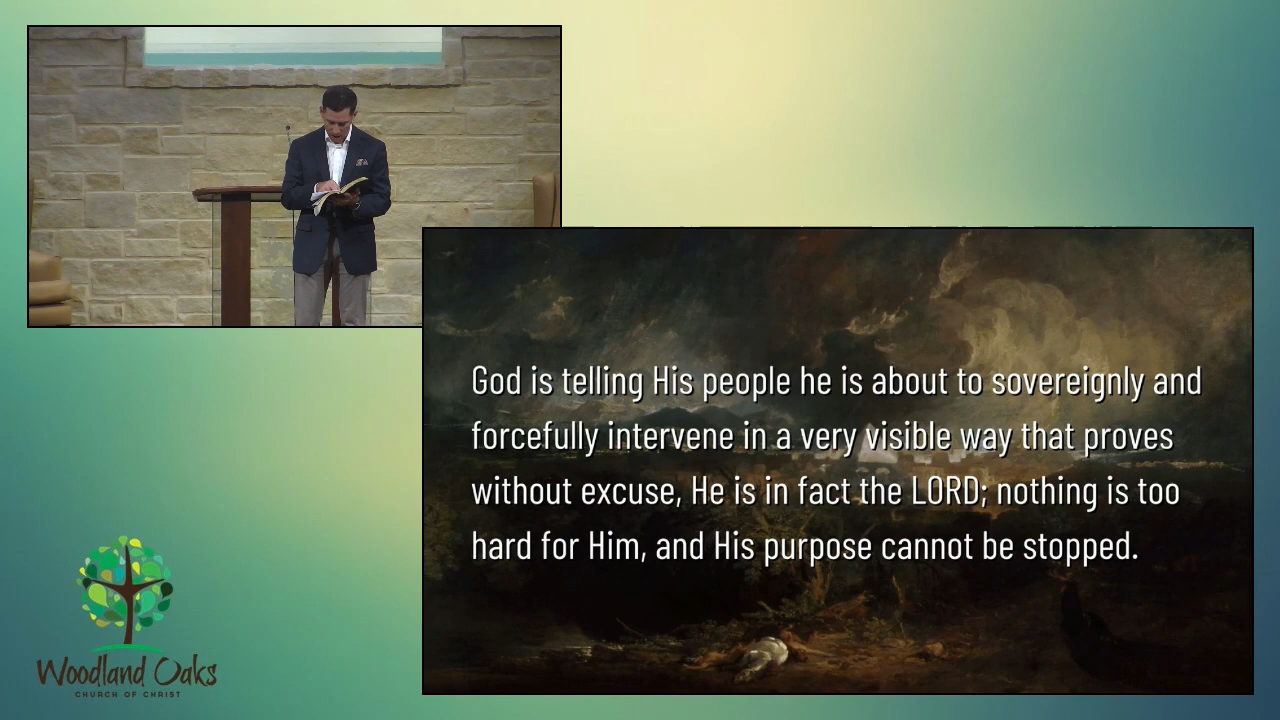 God is telling His people he is about to sovereignly and
forcefully intervene in a very visible way that proves
without excuse, He is in fact the LORD; nothing is too
hard for Him, and His purpose cannot be stopped.
Woodland Oaks
CHURCH OF CHRIST